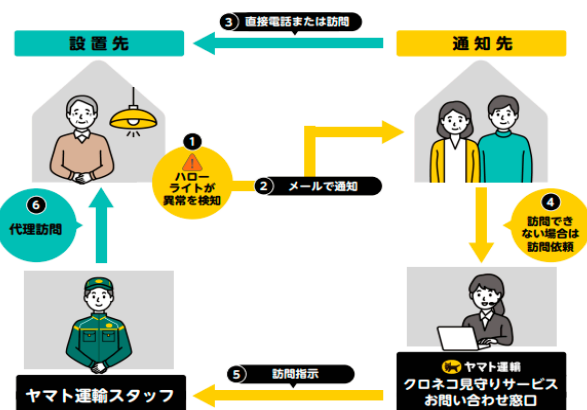 3 直接電話または訪問
設置先
通知先
1
ハロー
ライトが
異常を検知
2 メールで通知
6
代理訪問
4
訪問でき
ない場合は
訪問依頼
5 訪問指示
ヤマト運輸スタッフ
ヤマト運輸
クロネコ見守りサービス
お問い合わせ窓口